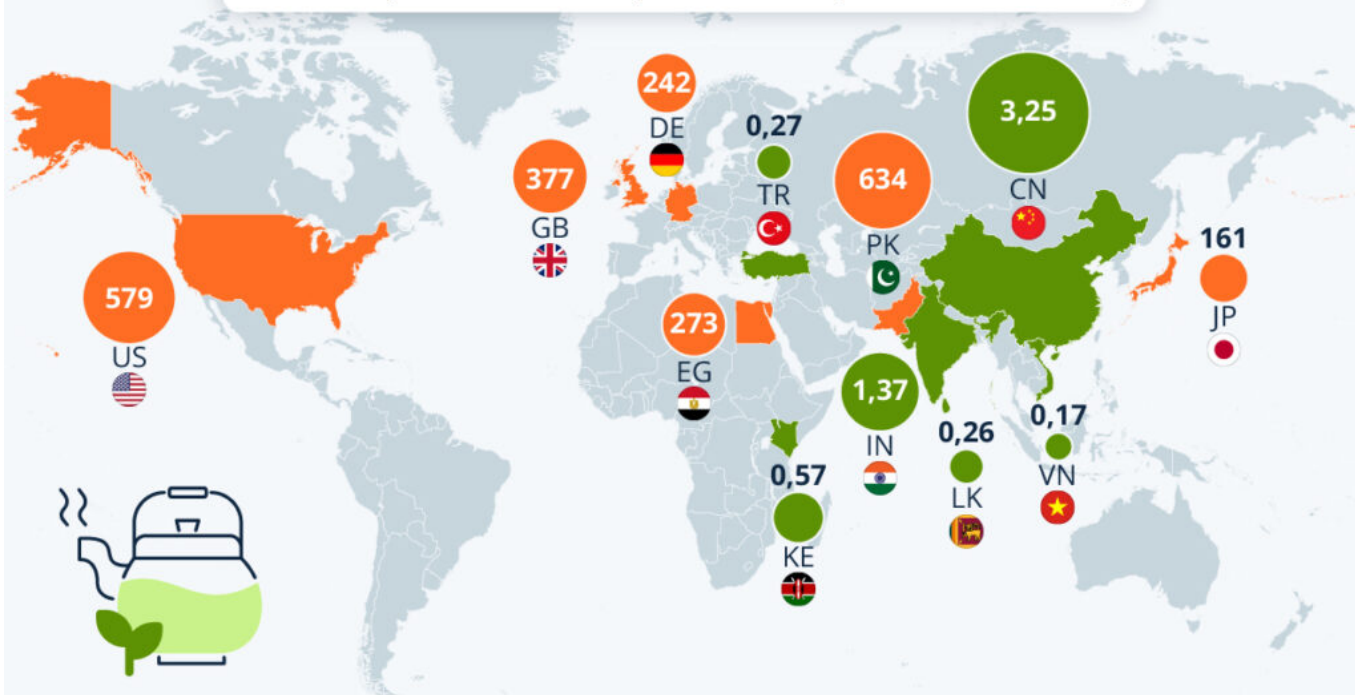 242
DE
0,27
TR
3,25
CN
377
GB
634
PK
161
JP
579
US
273
EG
1,37
IN
0,26
LK
0,17
VN
0,57
KE